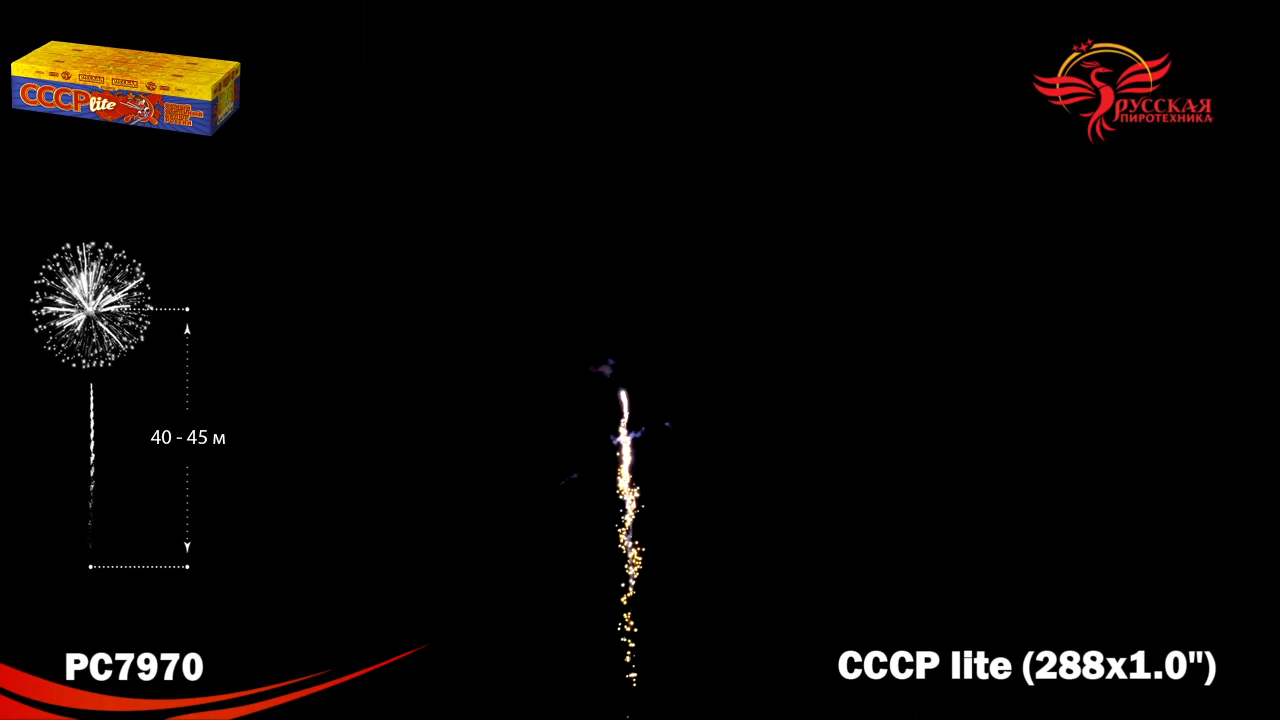 СССР lite
РУССКАЯ
ПИРОТЕХНИКА
40 - 45 м
РС7970
СССР lite (288x1.0")